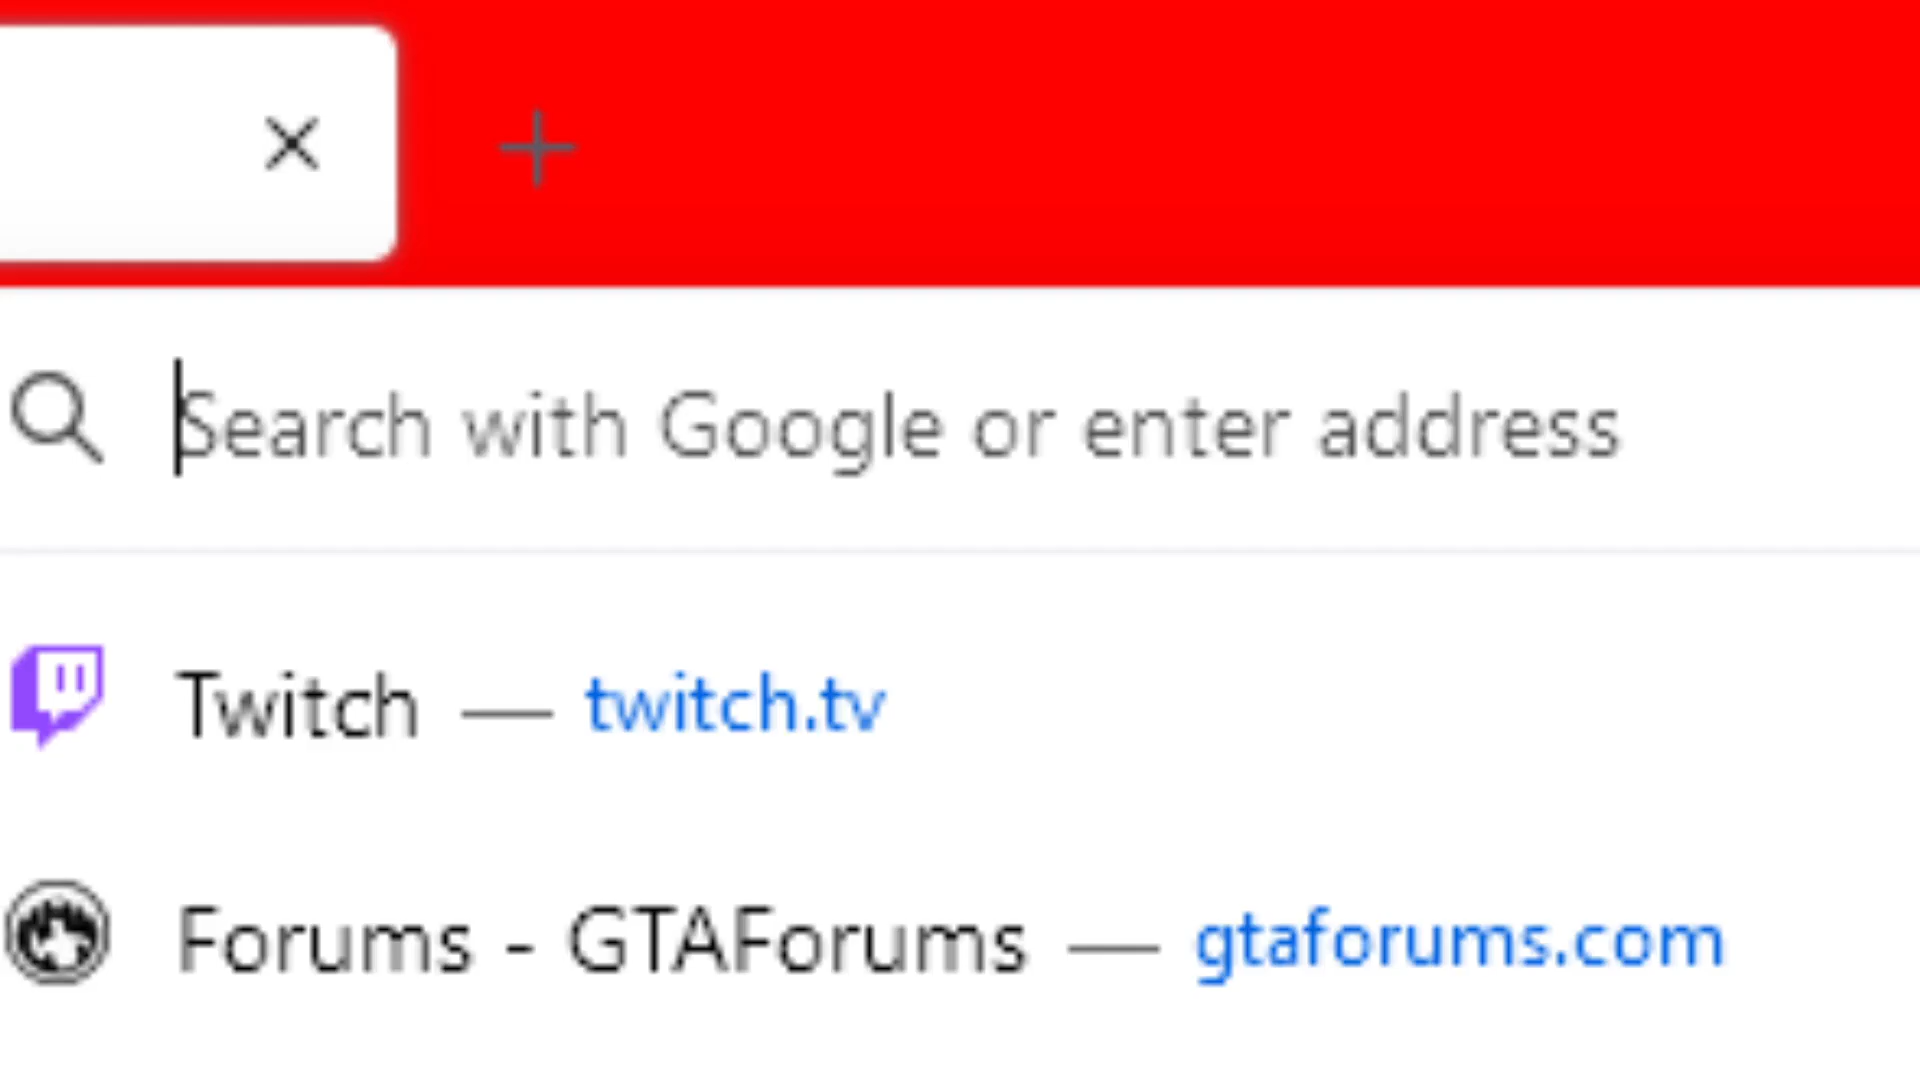 Search with Google or enter address
Twitch — twitch.tv
Forums - GTAForums — gtaforums.com